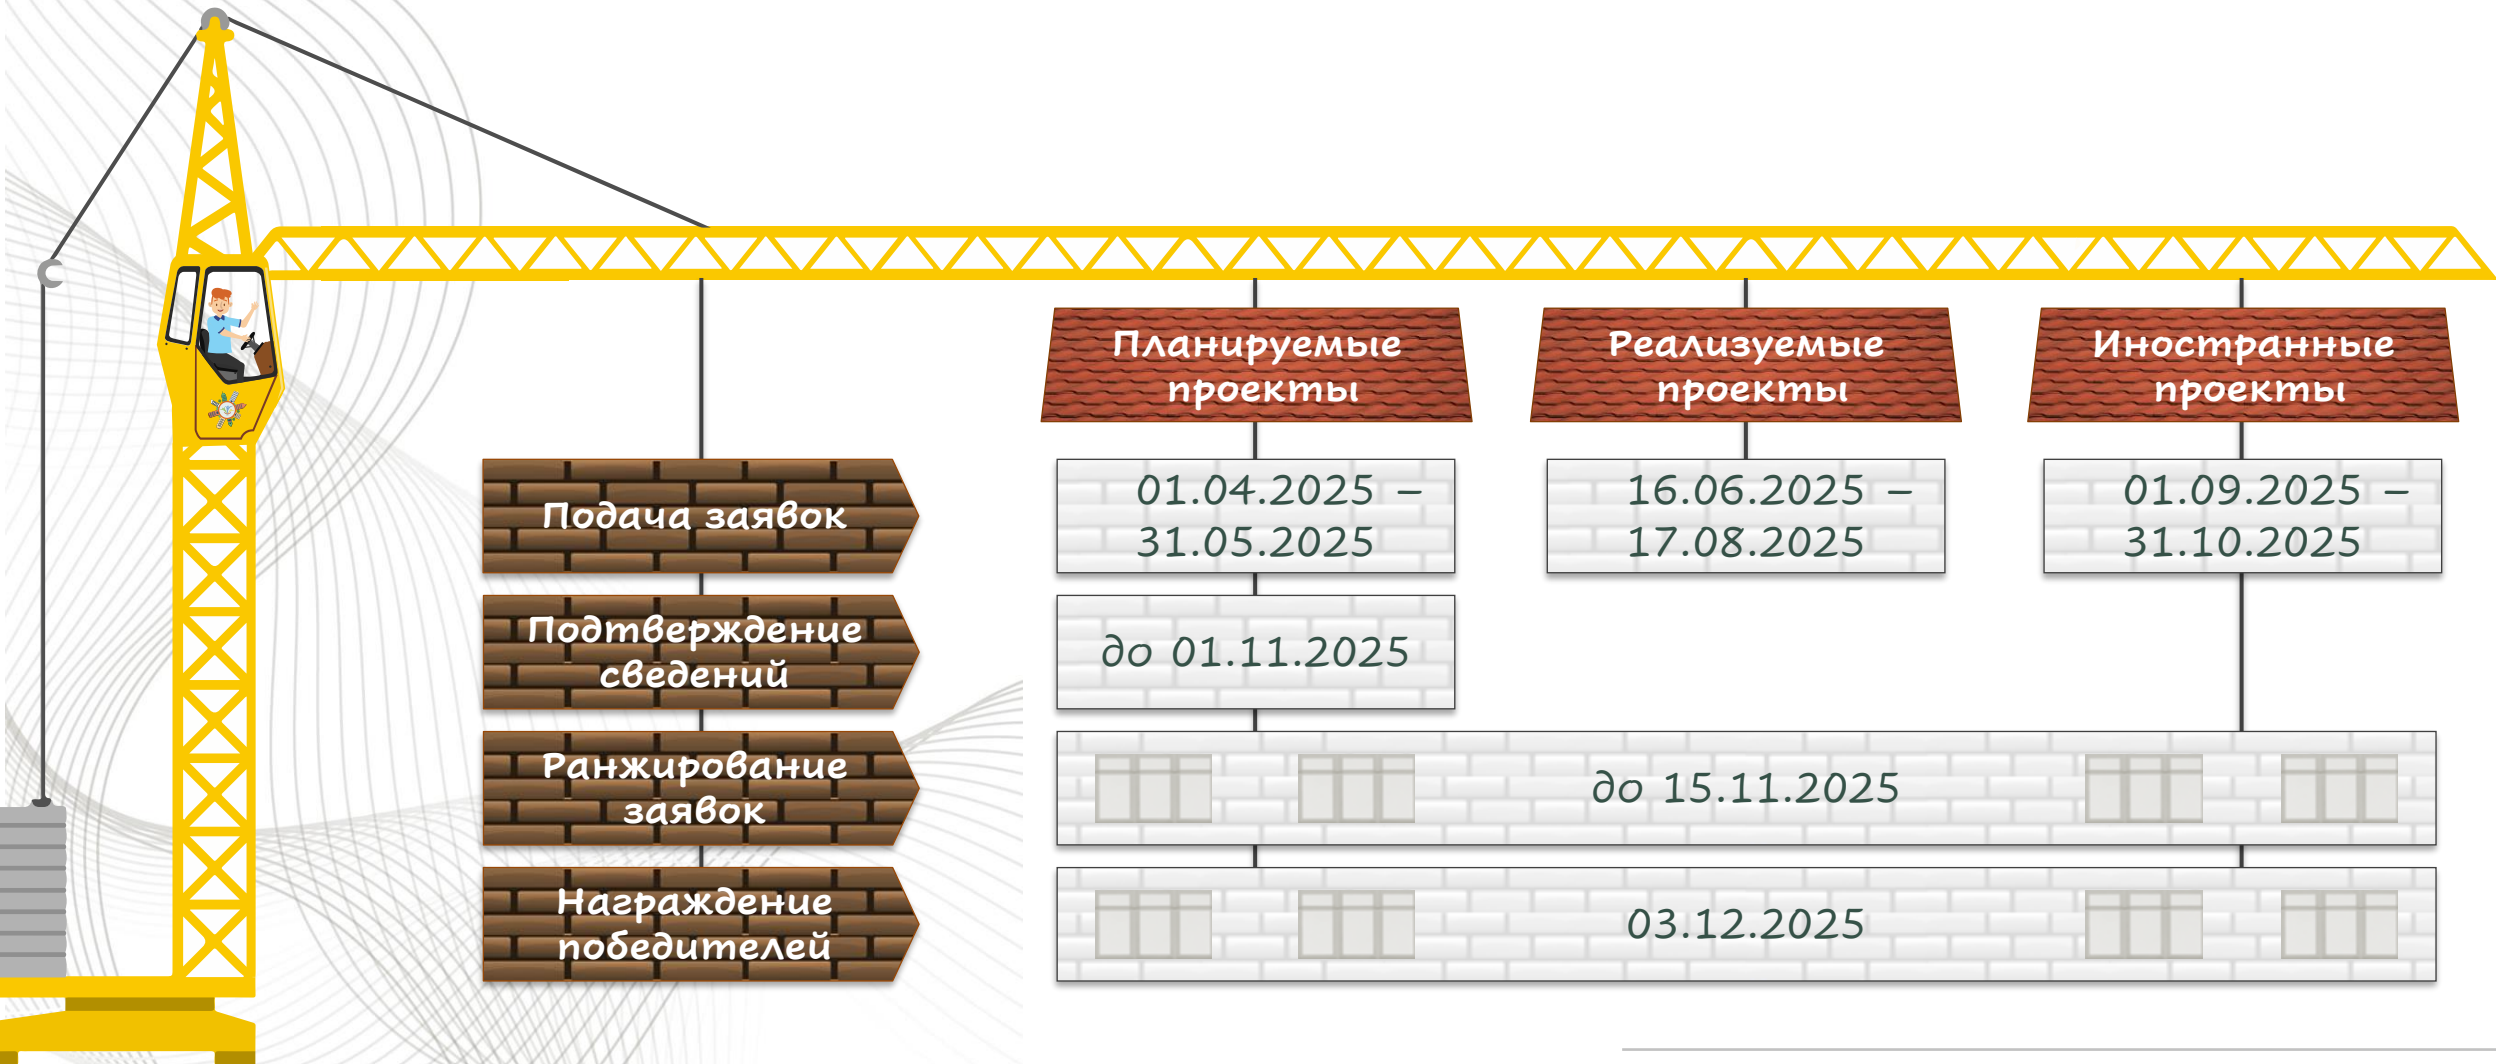 Планируемые
проекты
Реализуемые
проекты
Иностранные
проекты
Подача заявок
01.04.2025 –
31.05.2025
16.06.2025 –
17.08.2025
01.09.2025 –
31.10.2025
Подтверждение
сведений
до 01.11.2025
Ранжирование
заявок
до 15.11.2025
Награждение
победителей
03.12.2025